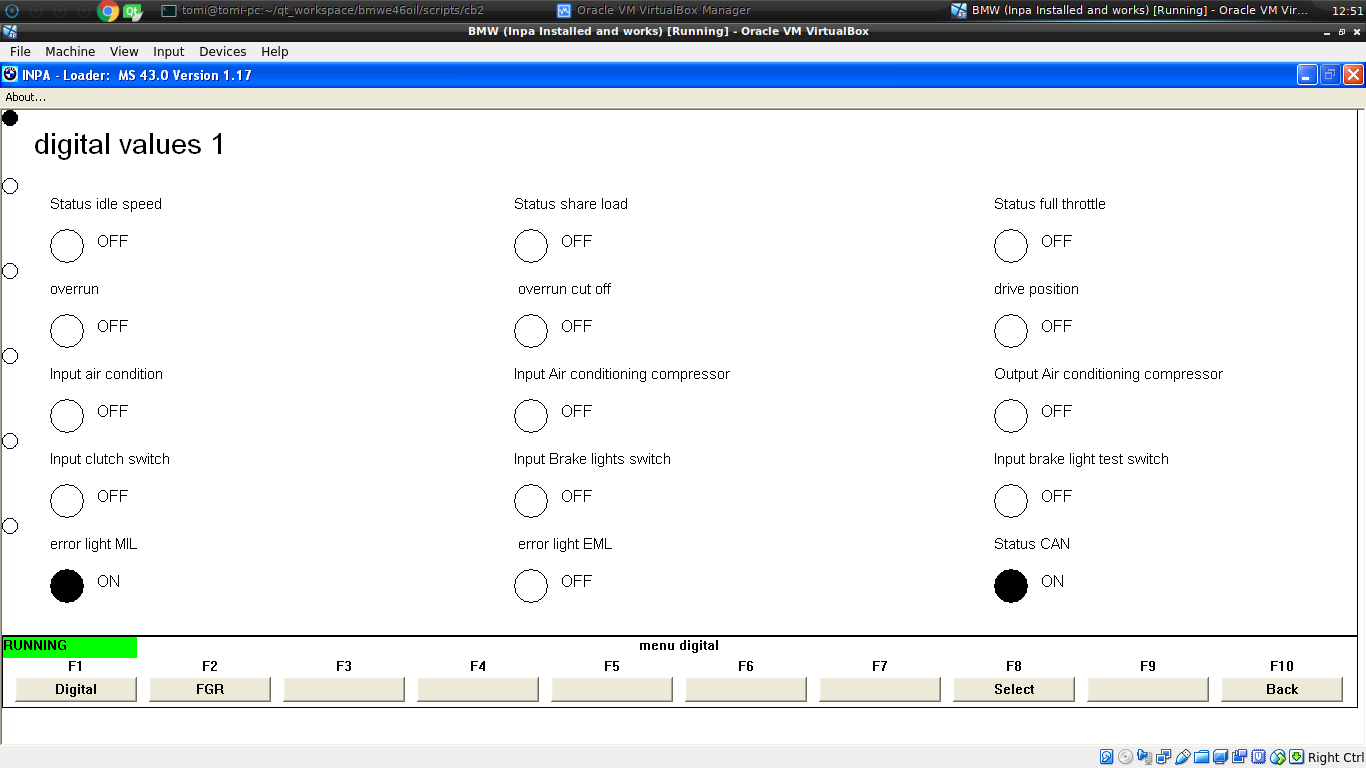 tomi@tomi-pc:~/qt_workspace/bmwe46oil/scripts/cb2
Oracle VM VirtualBox Manager
BMW (Inpa Installed and works) [Running] - Oracle VM Vir...
12:51
BMW (Inpa Installed and works) [Running] - Oracle VM VirtualBox
File Machine View Input Devices Help
INPA - Loader: MS 43.0 Version 1.17
About...
digital values 1
Status idle speed Status share load Status full throttle
OFF OFF OFF
overrun overrun cut off drive position
OFF OFF OFF
Input air condition Input Air conditioning compressor Output Air conditioning compressor
OFF OFF OFF
Input clutch switch Input Brake lights switch Input brake light test switch
OFF OFF OFF
error light MIL error light EML Status CAN
ON OFF ON
RUNNING menu digital
F1 F2 F3 F4 F5 F6 F7 F8 F9 F10
Digital FGR Select Back
Right Ctrl